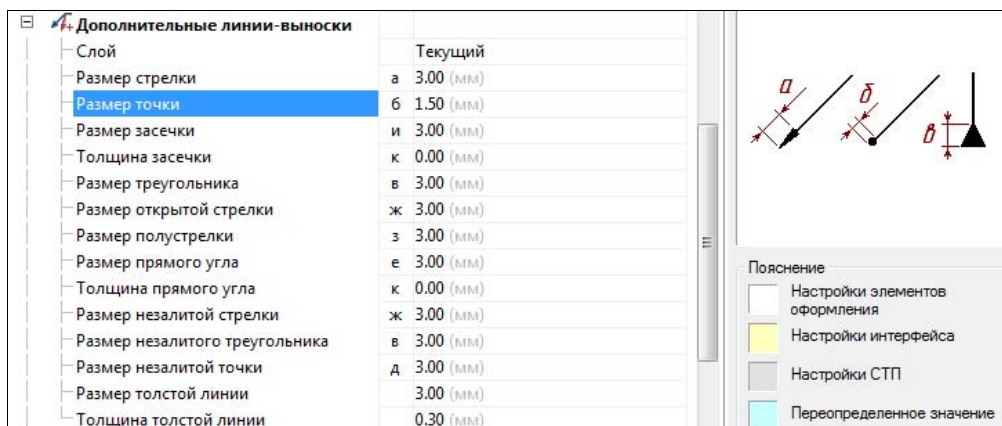 Дополнительные линии-выноски
Слой Текущий
Размер стрелки а 3.00 (мм)
Размер точки б 1.50 (мм)
Размер засечки и 3.00 (мм)
Толщина засечки к 0.00 (мм)
Размер треугольника в 3.00 (мм)
Размер открытой стрелки ж 3.00 (мм)
Размер полустрелки з 3.00 (мм)
Размер прямого угла е 3.00 (мм)
Толщина прямого угла к 0.00 (мм)
Размер незалитой стрелки ж 3.00 (мм)
Размер незалитого треугольника в 3.00 (мм)
Размер незалитой точки д 3.00 (мм)
Размер толстой линии 3.00 (мм)
Толщина толстой линии 0.30 (мм)
а б в
Пояснение
Настройки элементов
оформления
Настройки интерфейса
Настройки СТП
Переопределенное значение